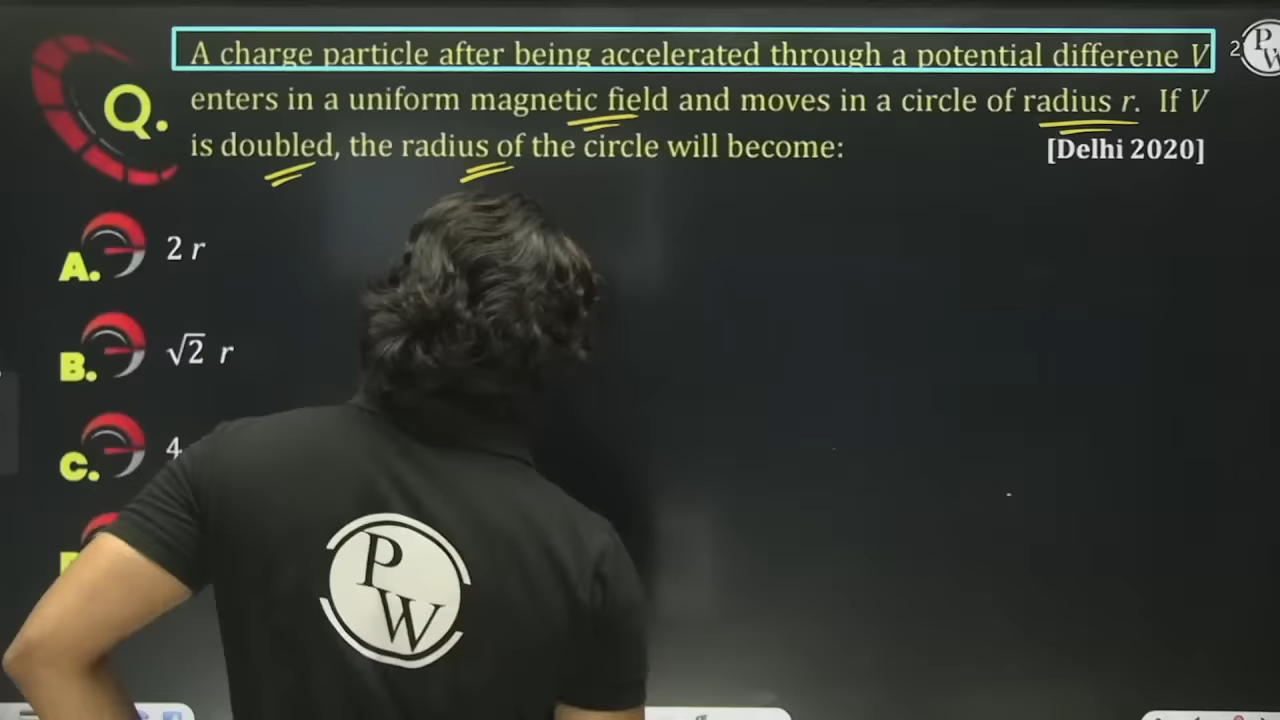 A charge particle after being accelerated through a potential differene V
2
P
W
Q.
enters in a uniform magnetic field and moves in a circle of radius r. If V
is doubled, the radius of the circle will become:
[Delhi 2020]
A. 2 r
B. √2 r
C. 4
P
W